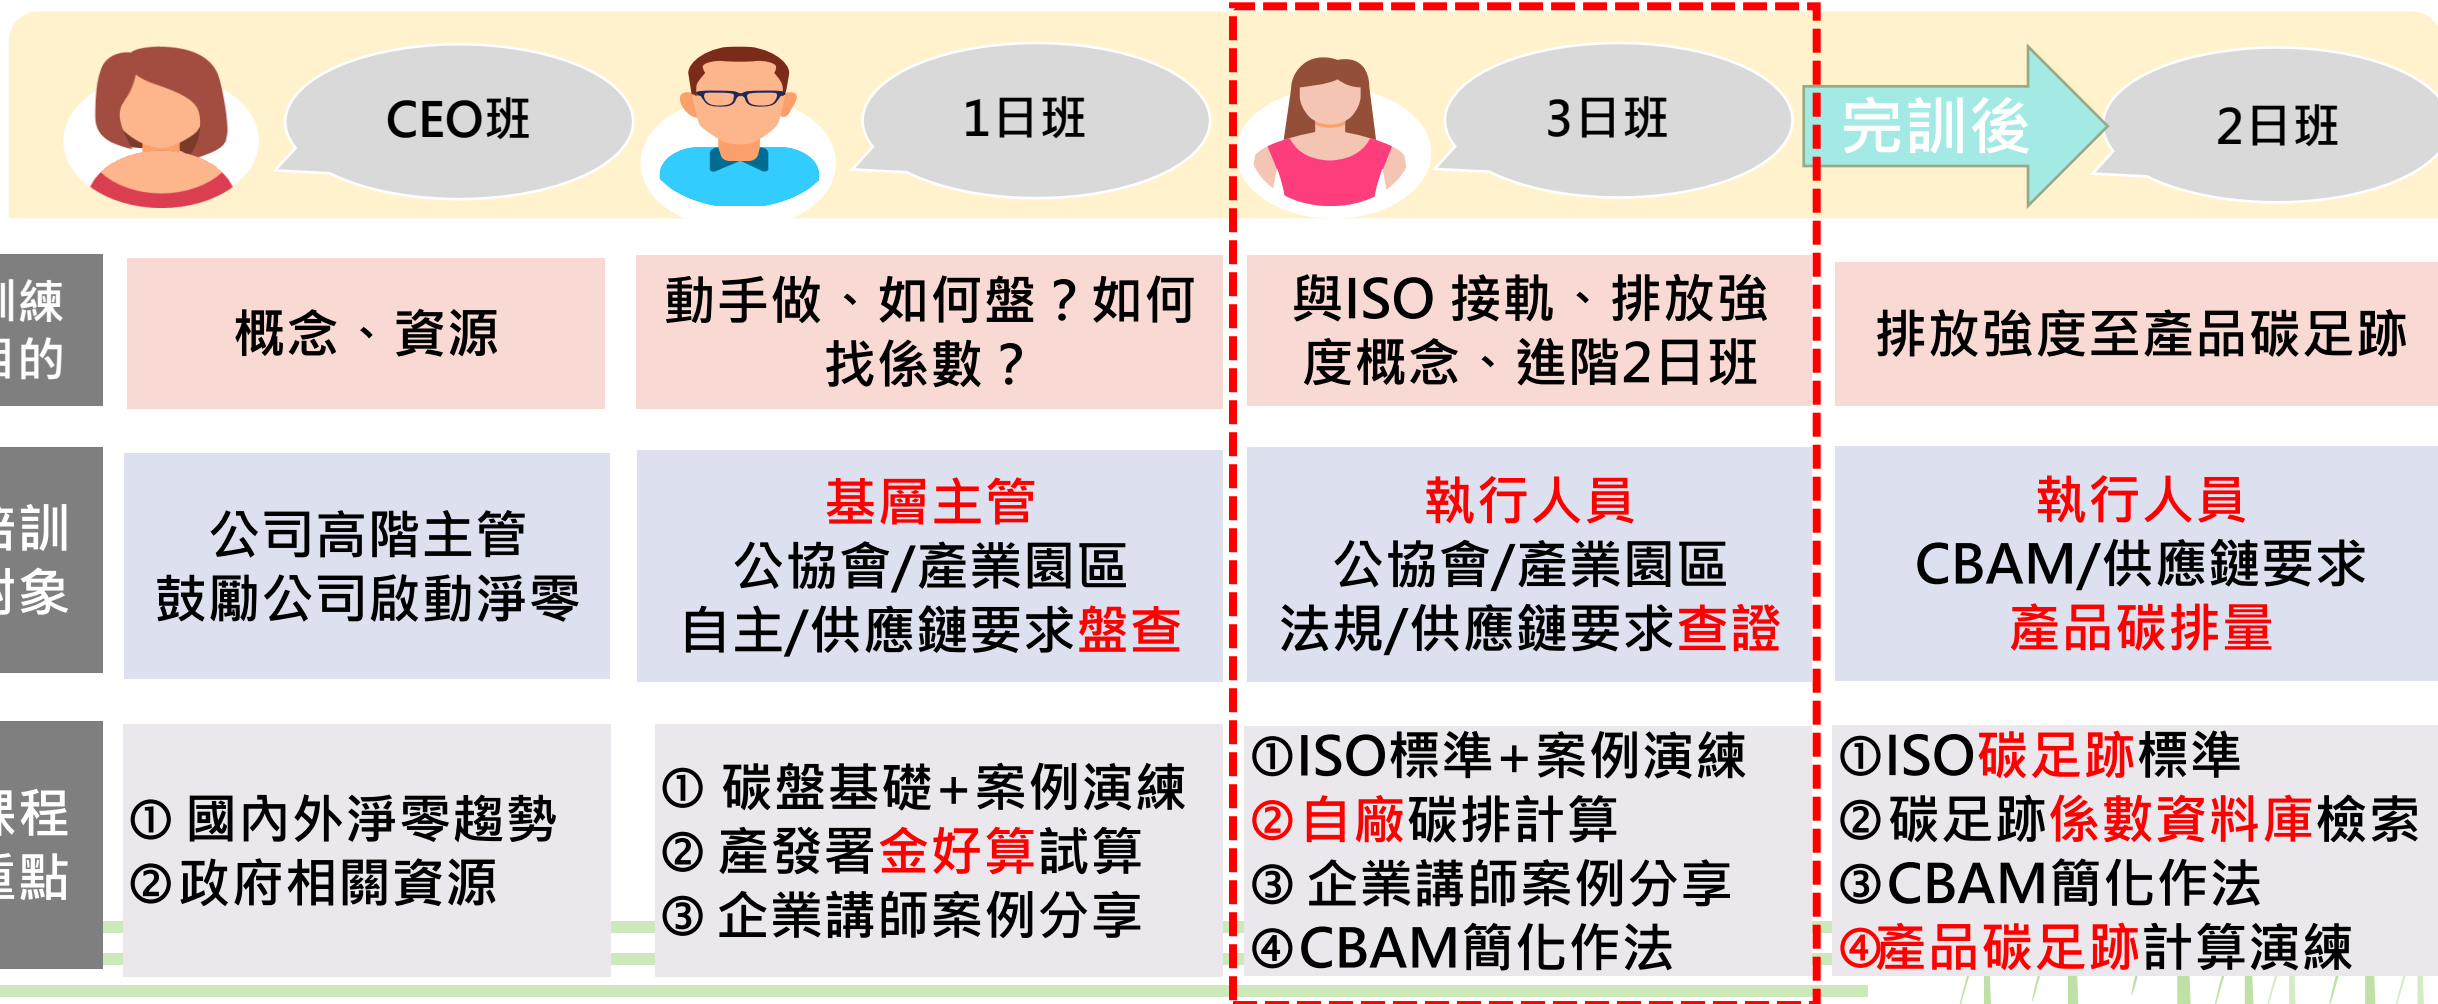 CEO班
1日班
3日班
完訓後
2日班
訓練
目的
概念、資源
動手做、如何盤？如何
找係數？
與ISO 接軌、排放強
度概念、進階2日班
排放強度至產品碳足跡
培訓
對象
公司高階主管
鼓勵公司啟動淨零
基層主管
公協會/產業園區
自主/供應鏈要求盤查
執行人員
公協會/產業園區
法規/供應鏈要求查證
執行人員
CBAM/供應鏈要求
產品碳排量
課程
重點
① 國內外淨零趨勢
②政府相關資源
① 碳盤基礎+案例演練
② 產發署金好算試算
③ 企業講師案例分享
①ISO標準+案例演練
②自廠碳排計算
③ 企業講師案例分享
④CBAM簡化作法
①ISO碳足跡標準
②碳足跡係數資料庫檢索
③CBAM簡化作法
④產品碳足跡計算演練